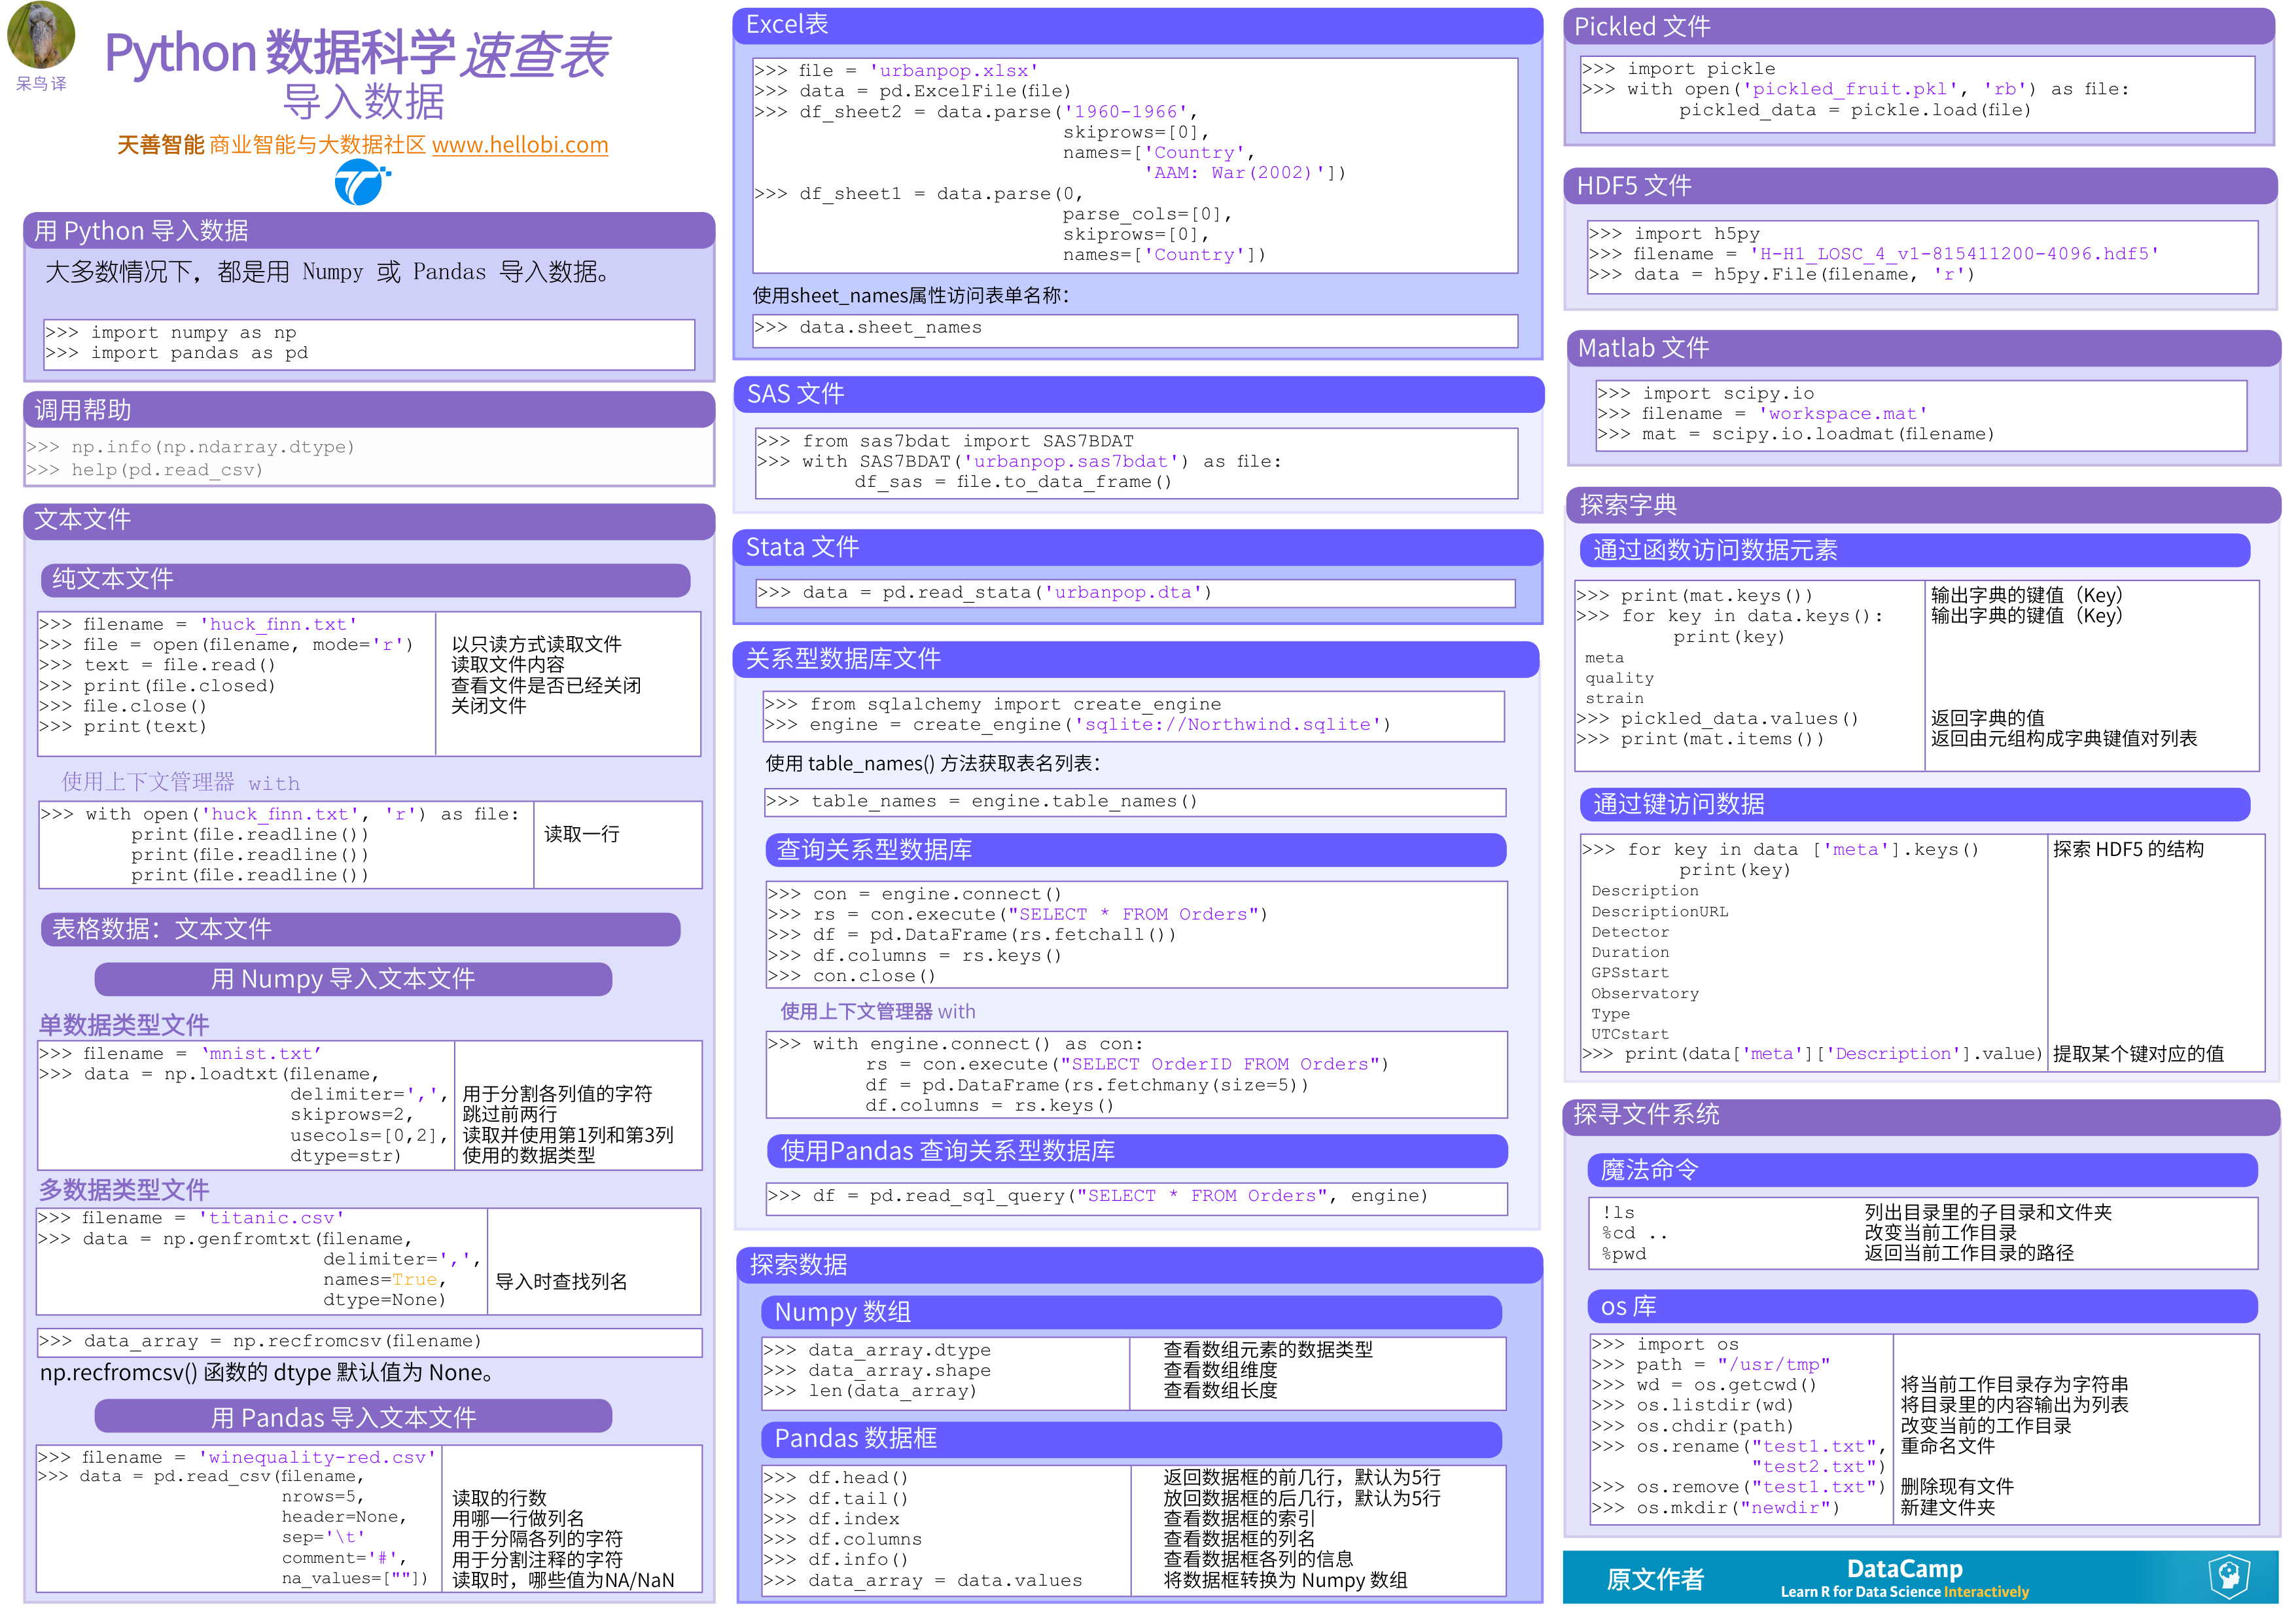 呆鸟 译
Python 数据科学 速查表
导入数据
天善智能 商业智能与大数据社区 www.hellobi.com
用 Python 导入数据
大多数情况下，都是用 Numpy 或 Pandas 导入数据。
>>> import numpy as np
>>> import pandas as pd
调用帮助
>>> np.info(np.ndarray.dtype)
>>> help(pd.read_csv)
文本文件
纯文本文件
>>> filename = 'huck_finn.txt'
>>> file = open(filename, mode='r') 以只读方式读取文件
>>> text = file.read() 读取文件内容
>>> print(file.closed) 查看文件是否已经关闭
>>> file.close() 关闭文件
>>> print(text)
使用上下文管理器 with
>>> with open('huck_finn.txt', 'r') as file:
print(file.readline()) 读取一行
print(file.readline())
print(file.readline())
表格数据：文本文件
用 Numpy 导入文本文件
单数据类型文件
>>> filename = ‘mnist.txt’
>>> data = np.loadtxt(filename,
delimiter=',', 用于分割各列值的字符
skiprows=2, 跳过前两行
usecols=[0,2], 读取并使用第1列和第3列
dtype=str) 使用的数据类型
多数据类型文件
>>> filename = 'titanic.csv'
>>> data = np.genfromtxt(filename,
delimiter=',',
names=True, 导入时查找列名
dtype=None)
>>> data_array = np.recfromcsv(filename)
np.recfromcsv() 函数的 dtype 默认值为 None。
用 Pandas 导入文本文件
>>> filename = 'winequality-red.csv'
>>> data = pd.read_csv(filename,
nrows=5, 读取的行数
header=None, 用哪一行做列名
sep='\t' 用于分隔各列的字符
comment='#', 用于分割注释的字符
na_values=[""]) 读取时，哪些值为NA/NaN
Excel表
>>> file = 'urbanpop.xlsx'
>>> data = pd.ExcelFile(file)
>>> df_sheet2 = data.parse('1960-1966',
skiprows=[0],
names=['Country',
'AAM: War(2002)'])
>>> df_sheet1 = data.parse(0,
parse_cols=[0],
skiprows=[0],
names=['Country'])
使用sheet_names属性访问表单名称：
>>> data.sheet_names
SAS 文件
>>> from sas7bdat import SAS7BDAT
>>> with SAS7BDAT('urbanpop.sas7bdat') as file:
df_sas = file.to_data_frame()
Stata 文件
>>> data = pd.read_stata('urbanpop.dta')
关系型数据库文件
>>> from sqlalchemy import create_engine
>>> engine = create_engine('sqlite://Northwind.sqlite')
使用 table_names() 方法获取表名列表：
>>> table_names = engine.table_names()
查询关系型数据库
>>> con = engine.connect()
>>> rs = con.execute("SELECT * FROM Orders")
>>> df = pd.DataFrame(rs.fetchall())
>>> df.columns = rs.keys()
>>> con.close()
使用上下文管理器 with
>>> with engine.connect() as con:
rs = con.execute("SELECT OrderID FROM Orders")
df = pd.DataFrame(rs.fetchmany(size=5))
df.columns = rs.keys()
使用Pandas 查询关系型数据库
>>> df = pd.read_sql_query("SELECT * FROM Orders", engine)
探索数据
Numpy 数组
>>> data_array.dtype 查看数组元素的数据类型
>>> data_array.shape 查看数组维度
>>> len(data_array) 查看数组长度
Pandas 数据框
>>> df.head() 返回数据框的前几行，默认为5行
>>> df.tail() 放回数据框的后几行，默认为5行
>>> df.index 查看数据框的索引
>>> df.columns 查看数据框的列名
>>> df.info() 查看数据框各列的信息
>>> data_array = data.values 将数据框转换为 Numpy 数组
Pickled 文件
>>> import pickle
>>> with open('pickled_fruit.pkl', 'rb') as file:
pickled_data = pickle.load(file)
HDF5 文件
>>> import h5py
>>> filename = 'H-H1_LOSC_4_v1-815411200-4096.hdf5'
>>> data = h5py.File(filename, 'r')
Matlab 文件
>>> import scipy.io
>>> filename = 'workspace.mat'
>>> mat = scipy.io.loadmat(filename)
探索字典
通过函数访问数据元素
>>> print(mat.keys()) 输出字典的键值（Key）
>>> for key in data.keys(): 输出字典的键值（Key）
print(key)
meta
quality
strain
>>> pickled_data.values() 返回字典的值
>>> print(mat.items()) 返回由元组构成字典键值对列表
通过键访问数据
>>> for key in data ['meta'].keys() 探索 HDF5 的结构
print(key)
Description
DescriptionURL
Detector
Duration
GPSstart
Observatory
Type
UTCstart
>>> print(data['meta']['Description'].value) 提取某个键对应的值
探寻文件系统
魔法命令
!ls 列出目录里的子目录和文件夹
%cd .. 改变当前工作目录
%pwd 返回当前工作目录的路径
os 库
>>> import os
>>> path = "/usr/tmp"
>>> wd = os.getcwd() 将当前工作目录存为字符串
>>> os.listdir(wd) 将目录里的内容输出为列表
>>> os.chdir(path) 改变当前的工作目录
>>> os.rename("test1.txt", 重命名文件
"test2.txt")
>>> os.remove("test1.txt") 删除现有文件
>>> os.mkdir("newdir") 新建文件夹
原文作者
DataCamp
Learn R for Data Science Interactively